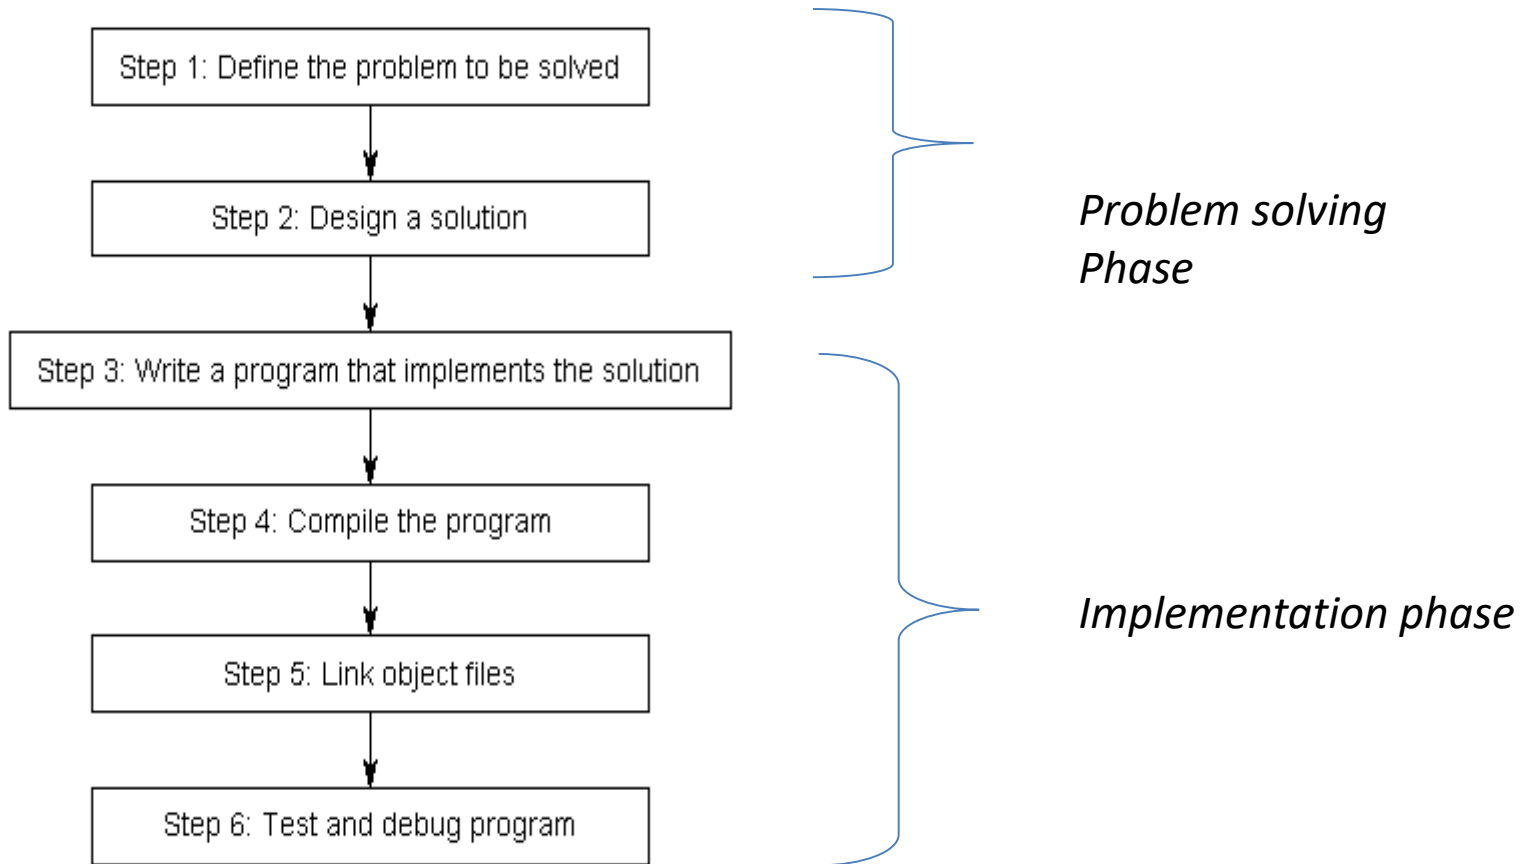 Step 1: Define the problem to be solved
Step 2: Design a solution
Problem solving
Phase
Step 3: Write a program that implements the solution
Step 4: Compile the program
Implementation phase
Step 5: Link object files
Step 6: Test and debug program